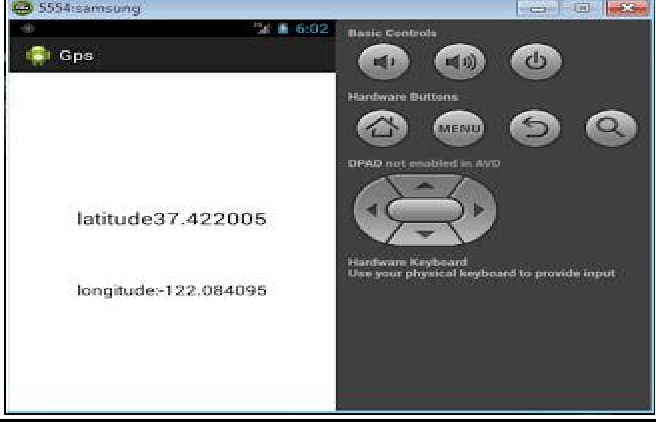 5554:samsung
6:02
Gps
latitude37.422005
longitude:-122.084095
Basic Controls
Hardware Buttons
MENU
DPAD not enabled in AVD
Hardware Keyboard
Use your physical keyboard to provide input